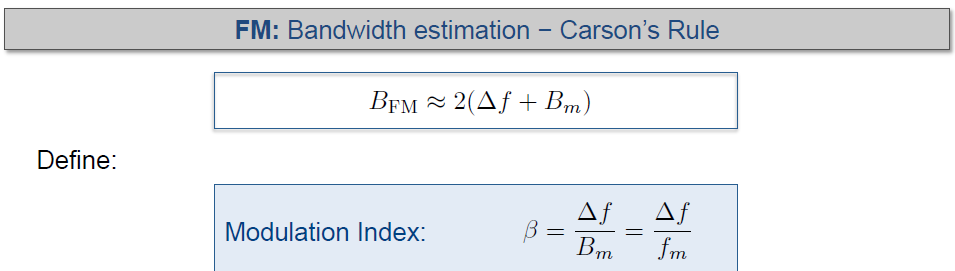 FM: Bandwidth estimation − Carson's Rule
B_FM ≈ 2(Δf + B_m)
Define:
Modulation Index: β = Δf/B_m = Δf/f_m